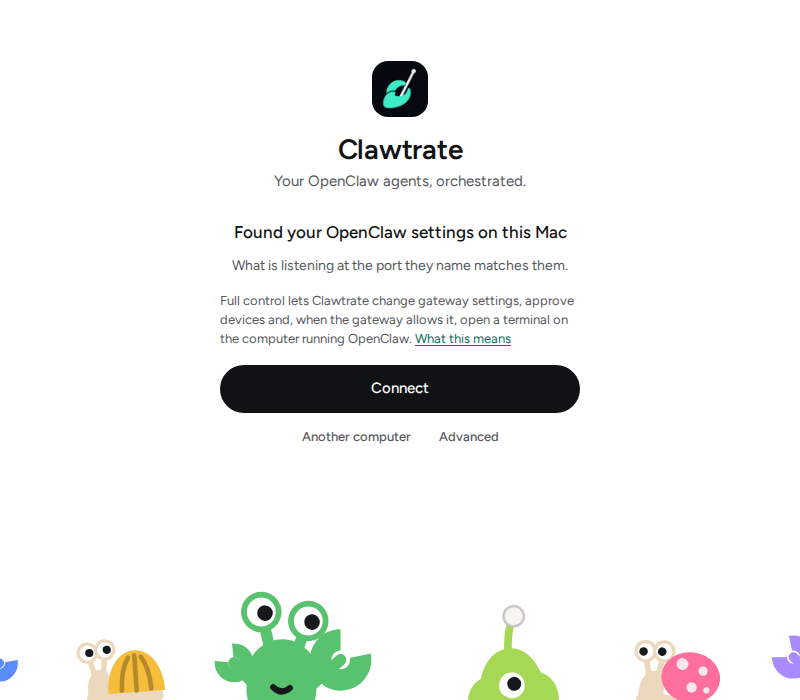 Clawtrate
Your OpenClaw agents, orchestrated.
Found your OpenClaw settings on this Mac
What is listening at the port they name matches them.
Full control lets Clawtrate change gateway settings, approve
devices and, when the gateway allows it, open a terminal on
the computer running OpenClaw. What this means
Connect
Another computer Advanced